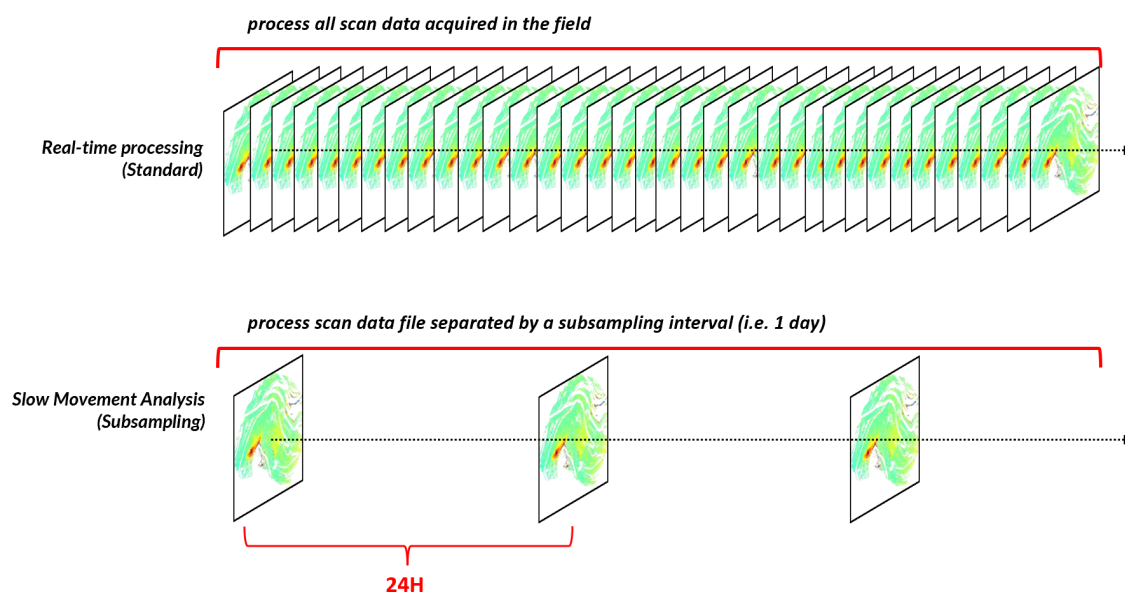 process all scan data acquired in the field
Real-time processing
(Standard)
process scan data file separated by a subsampling interval (i.e. 1 day)
Slow Movement Analysis
(Subsampling)
24H